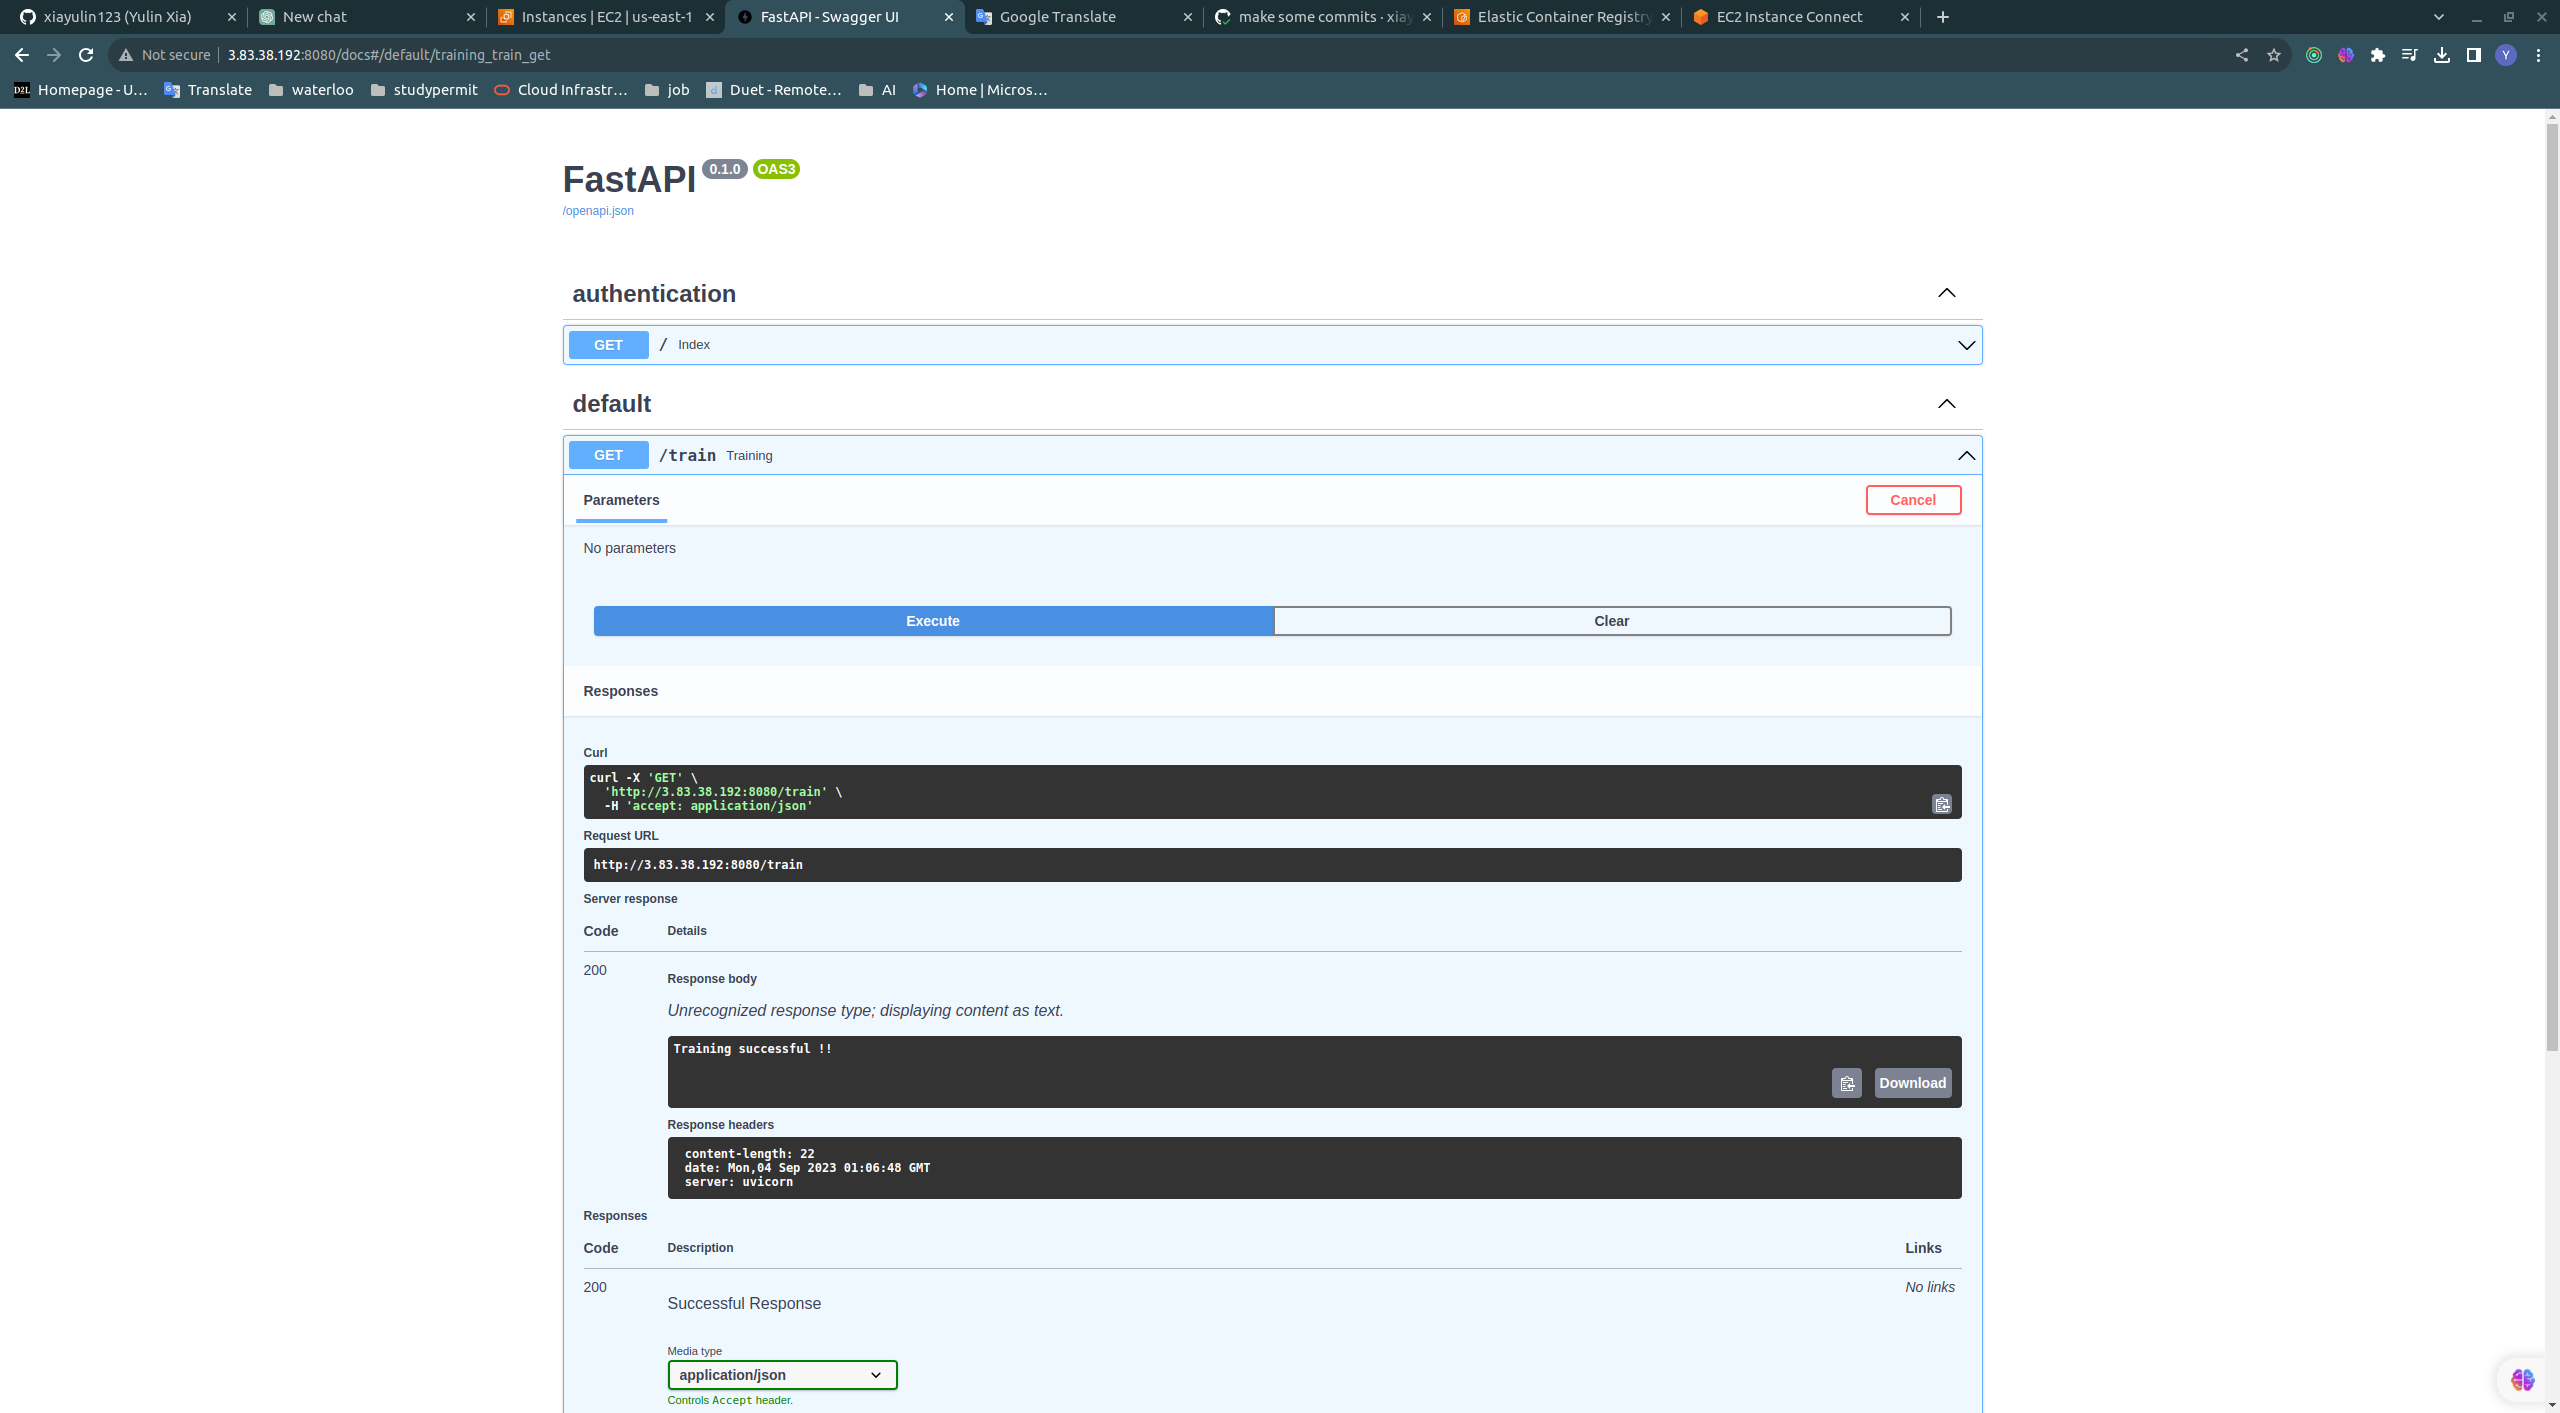 xiayulin123 (Yulin Xia)
New chat
Instances | EC2 | us-east-1
FastAPI - Swagger UI
Google Translate
make some commits · xiay
Elastic Container Registry
EC2 Instance Connect
Not secure
3.83.38.192:8080/docs#/default/training_train_get
Y
D2L Homepage - U…
Translate
waterloo
studypermit
Cloud Infrastr…
job
Duet - Remote…
AI
Home | Micros…
FastAPI 0.1.0 OAS3
/openapi.json
authentication
GET / Index
default
GET /train Training
Parameters
Cancel
No parameters
Execute
Clear
Responses
Curl
curl -X 'GET' \
'http://3.83.38.192:8080/train' \
-H 'accept: application/json'
Request URL
http://3.83.38.192:8080/train
Server response
Code Details
200
Response body
Unrecognized response type; displaying content as text.
Training successful !!
Download
Response headers
content-length: 22
date: Mon,04 Sep 2023 01:06:48 GMT
server: uvicorn
Responses
Code Description Links
200 No links
Successful Response
Media type
application/json
Controls Accept header.